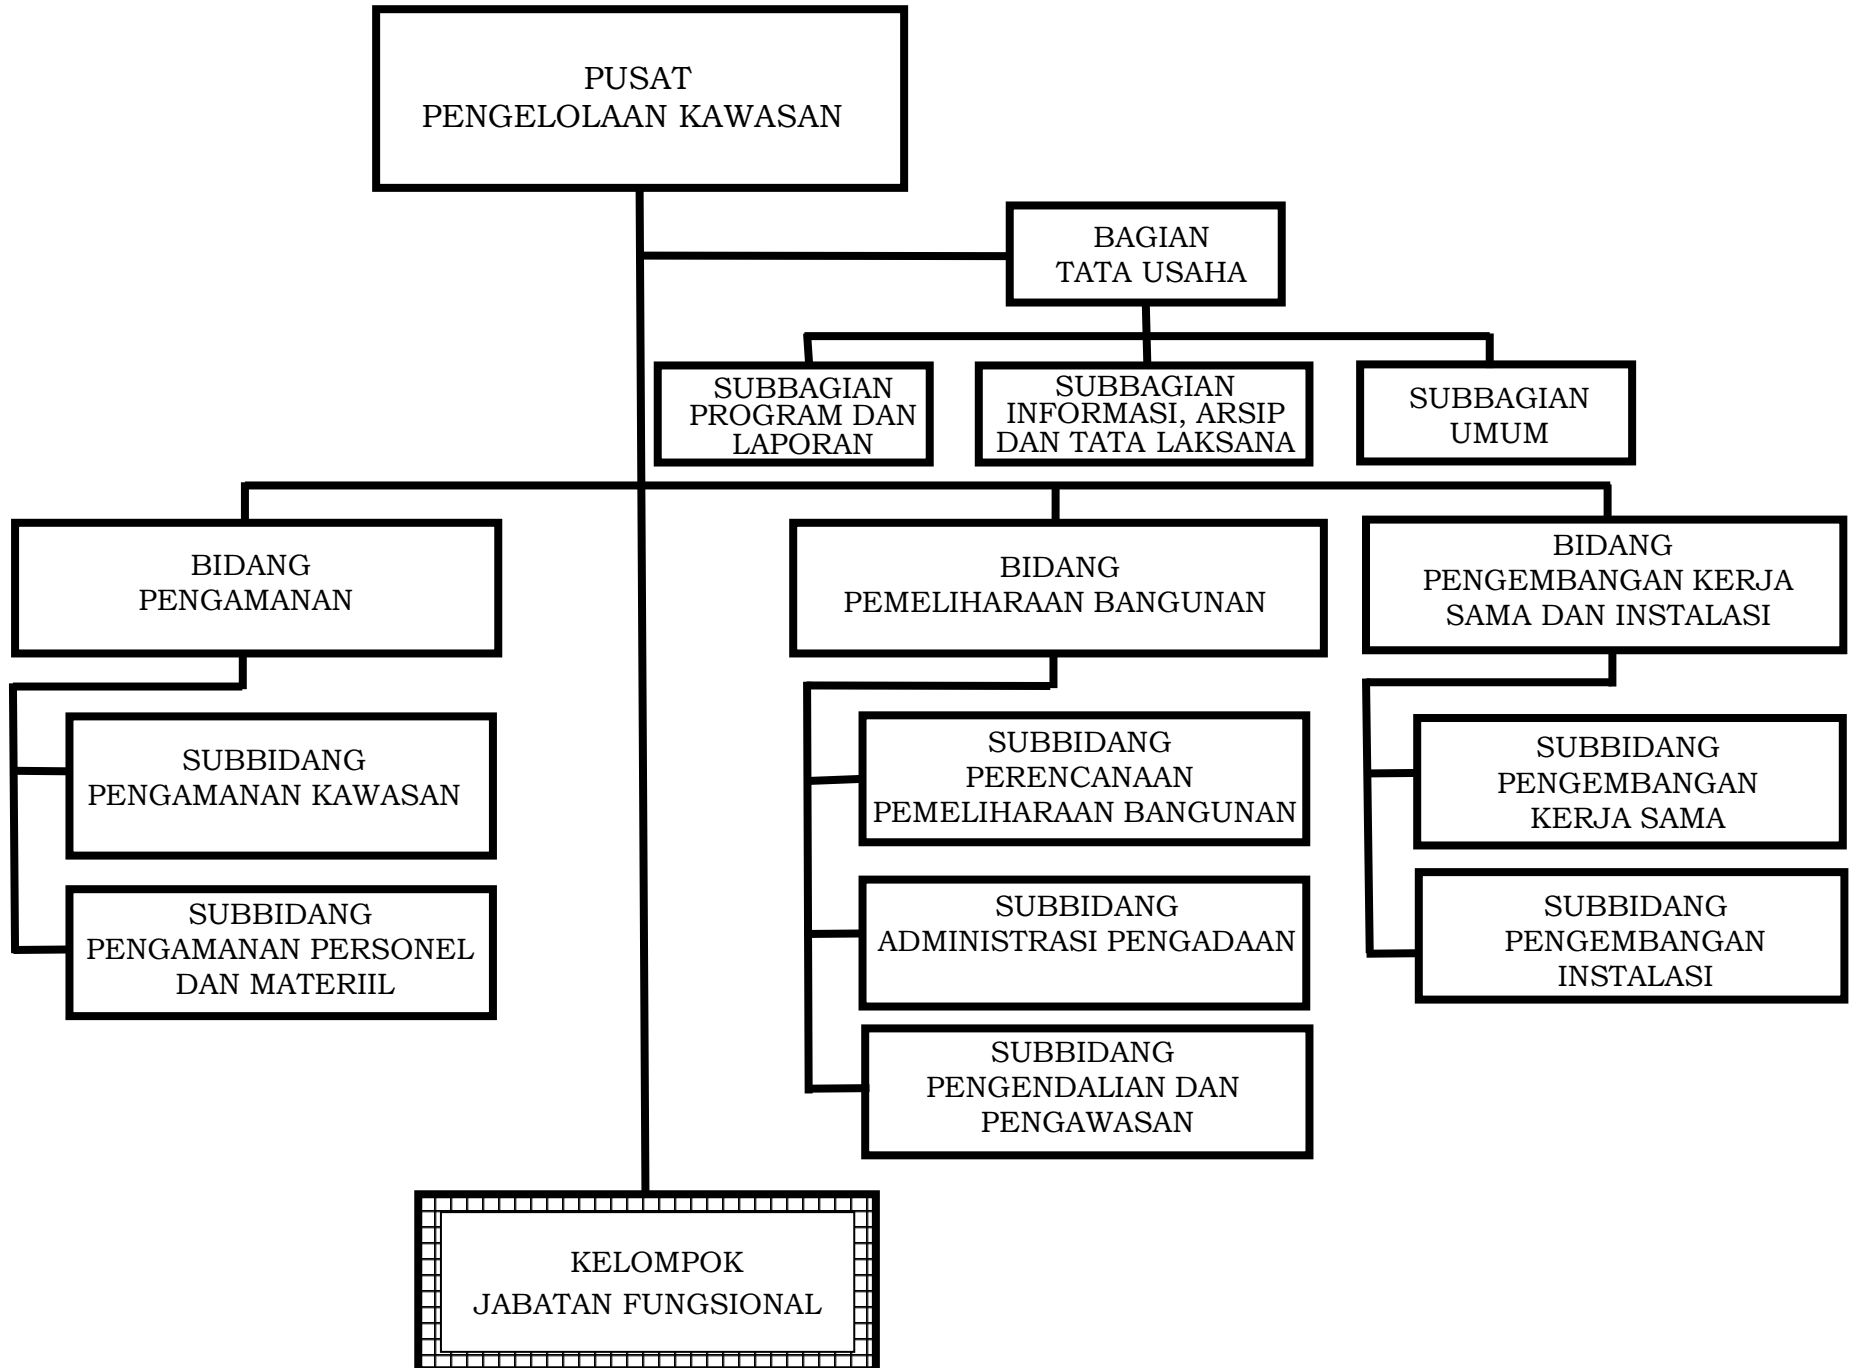 PUSAT
PENGELOLAAN KAWASAN
BAGIAN
TATA USAHA
SUBBAGIAN
PROGRAM DAN
LAPORAN
SUBBAGIAN
INFORMASI, ARSIP
DAN TATA LAKSANA
SUBBAGIAN
UMUM
BIDANG
PENGAMANAN
BIDANG
PEMELIHARAAN BANGUNAN
BIDANG
PENGEMBANGAN KERJA
SAMA DAN INSTALASI
SUBBIDANG
PENGAMANAN KAWASAN
SUBBIDANG
PENGAMANAN PERSONEL
DAN MATERIIL
SUBBIDANG
PERENCANAAN
PEMELIHARAAN BANGUNAN
SUBBIDANG
ADMINISTRASI PENGADAAN
SUBBIDANG
PENGENDALIAN DAN
PENGAWASAN
SUBBIDANG
PENGEMBANGAN
KERJA SAMA
SUBBIDANG
PENGEMBANGAN
INSTALASI
KELOMPOK
JABATAN FUNGSIONAL